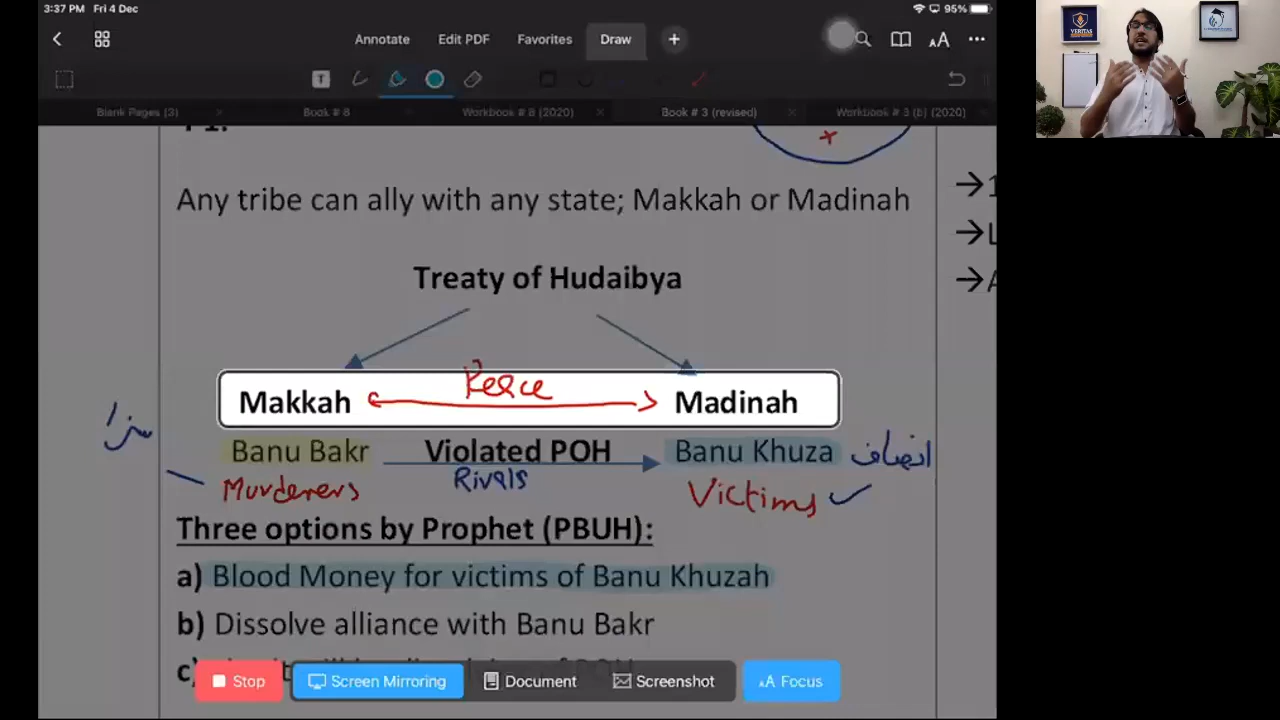 3:37 PM Fri 4 Dec 95%
Annotate Edit PDF Favorites Draw +
VERITAS
T
Blank Pages (3) × Book # 8 Workbook # 8 (2020) × Book # 3 (revised) × Workbook # 3 (b) (2020)
Any tribe can ally with any state; Makkah or Madinah
Treaty of Hudaibya
Peace
Makkah Madinah
سزا Banu Bakr Violated POH Banu Khuza انصاف
Murderers Rivals Victims
Three options by Prophet (PBUH):
a) Blood Money for victims of Banu Khuzah
b) Dissolve alliance with Banu Bakr
c)
Stop Screen Mirroring Document Screenshot AA Focus